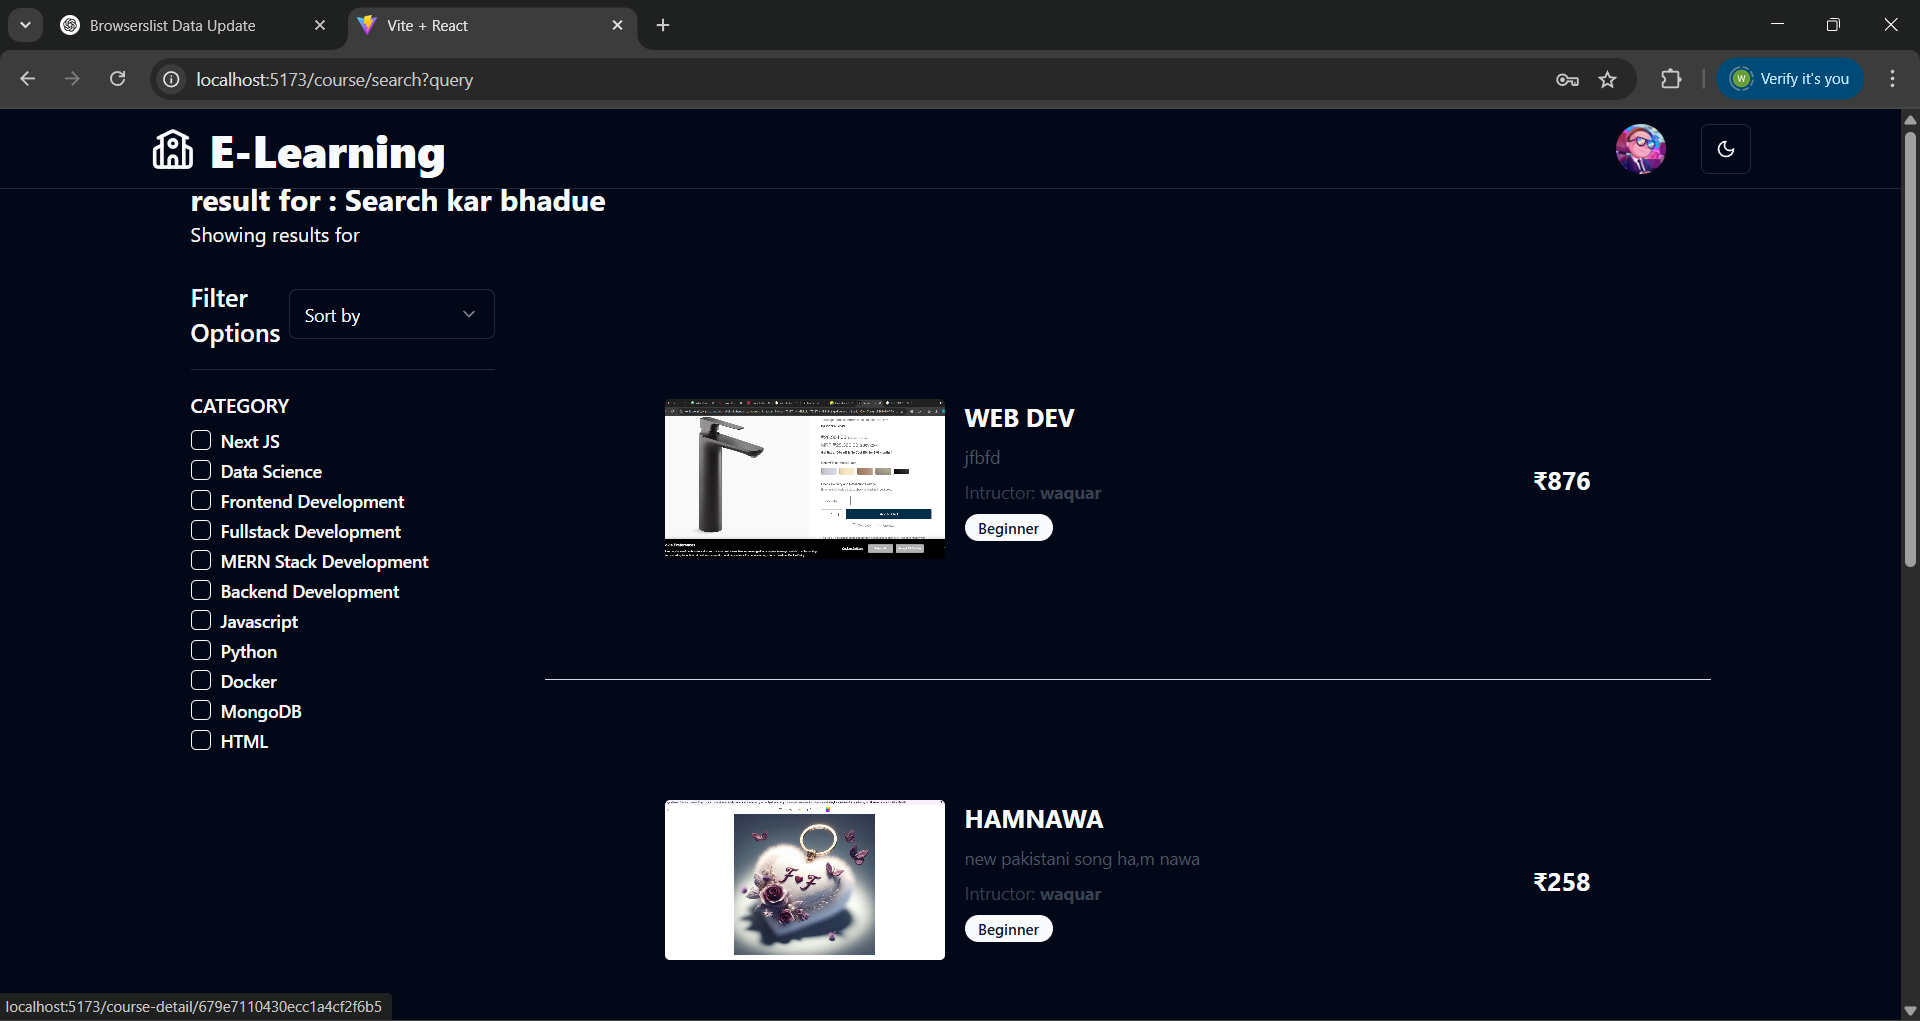 Browserslist Data Update
Vite + React
localhost:5173/course/search?query
W
Verify it's you
E-Learning
result for : Search kar bhadue
Showing results for
Filter
Options
Sort by
CATEGORY
Next JS
Data Science
Frontend Development
Fullstack Development
MERN Stack Development
Backend Development
Javascript
Python
Docker
MongoDB
HTML
WEB DEV
jfbfd
Intructor: waquar
Beginner
₹876
HAMNAWA
new pakistani song ha,m nawa
Intructor: waquar
Beginner
₹258
F F
localhost:5173/course-detail/679e7110430ecc1a4cf2f6b5